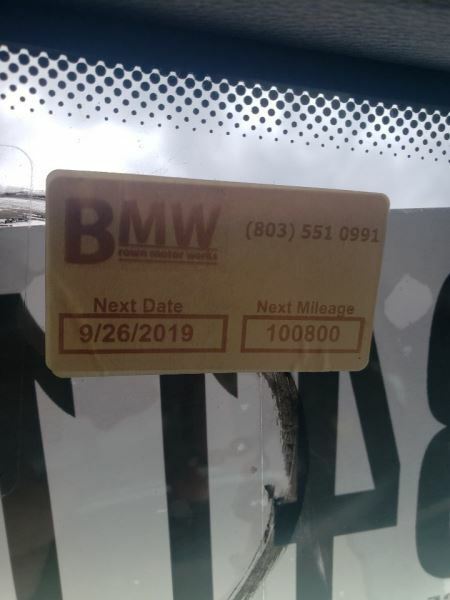 BMW
rown motor works
(803) 551 0991
Next Date
Next Mileage
9/26/2019
100800